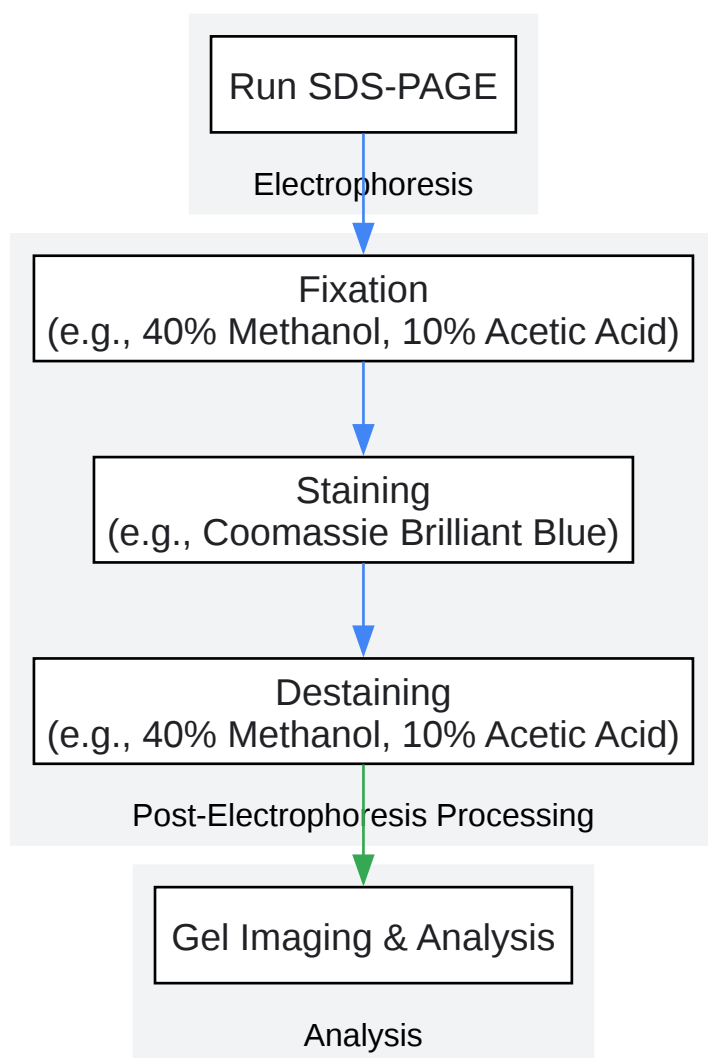 Run SDS-PAGE
Electrophoresis
Fixation
(e.g., 40% Methanol, 10% Acetic Acid)
Staining
(e.g., Coomassie Brilliant Blue)
Destaining
(e.g., 40% Methanol, 10% Acetic Acid)
Post-Electrophoresis Processing
Gel Imaging & Analysis
Analysis